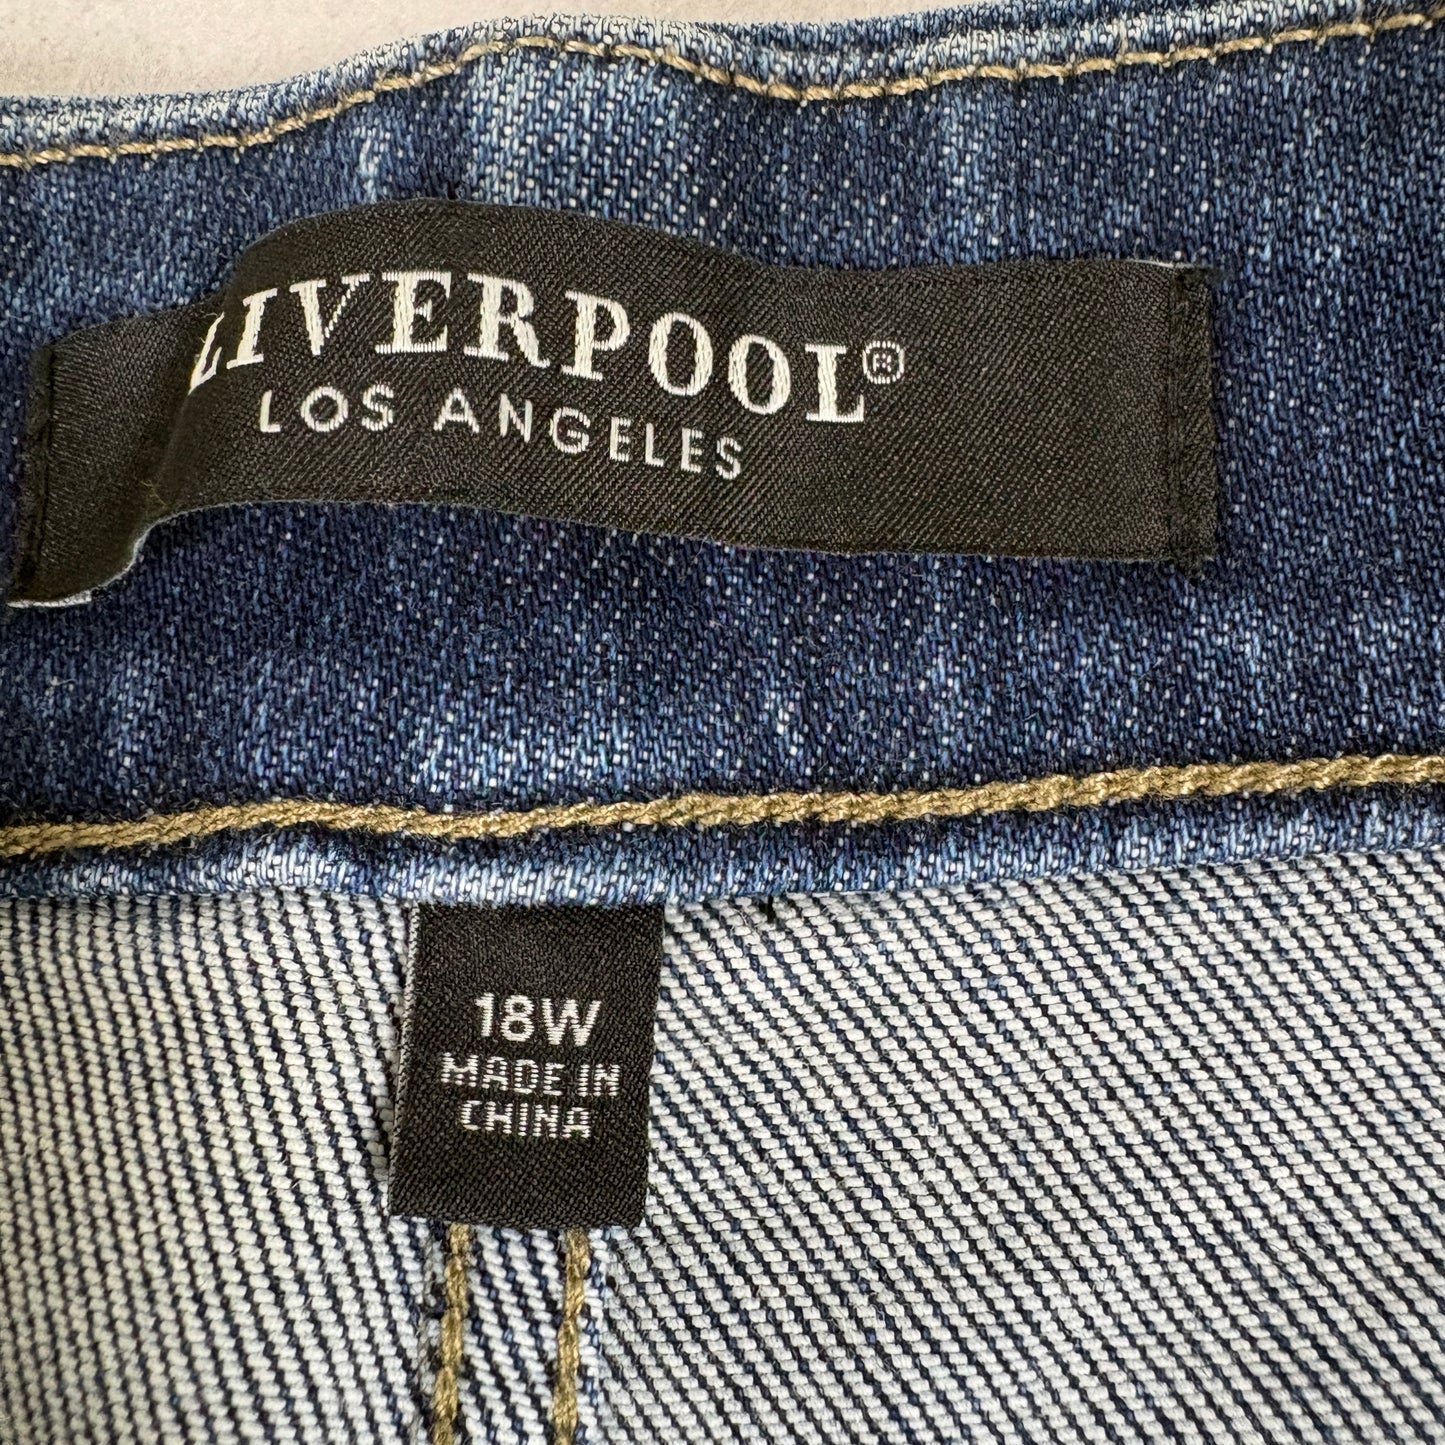 LIVERPOOL®
LOS ANGELES
18W
MADE IN
CHINA